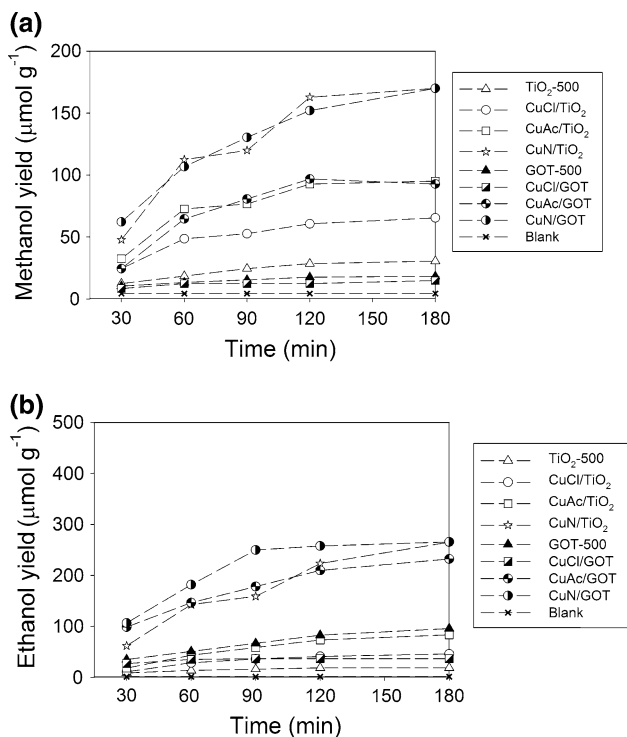 (a)
Methanol yield (μmol g⁻¹)
200
150
100
50
0
30 60 90 120 150 180
Time (min)
TiO₂-500
CuCl/TiO₂
CuAc/TiO₂
CuN/TiO₂
GOT-500
CuCl/GOT
CuAc/GOT
CuN/GOT
Blank
(b)
Ethanol yield (μmol g⁻¹)
500
400
300
200
100
0
30 60 90 120 150 180
Time (min)
TiO₂-500
CuCl/TiO₂
CuAc/TiO₂
CuN/TiO₂
GOT-500
CuCl/GOT
CuAc/GOT
CuN/GOT
Blank